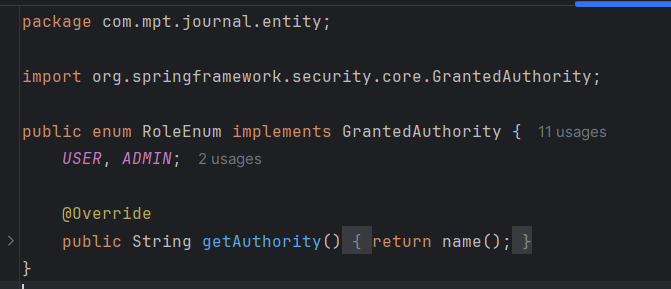 package com.mpt.journal.entity;
import org.springframework.security.core.GrantedAuthority;
public enum RoleEnum implements GrantedAuthority {  11 usages
USER, ADMIN;  2 usages
@Override
public String getAuthority() { return name(); }
}